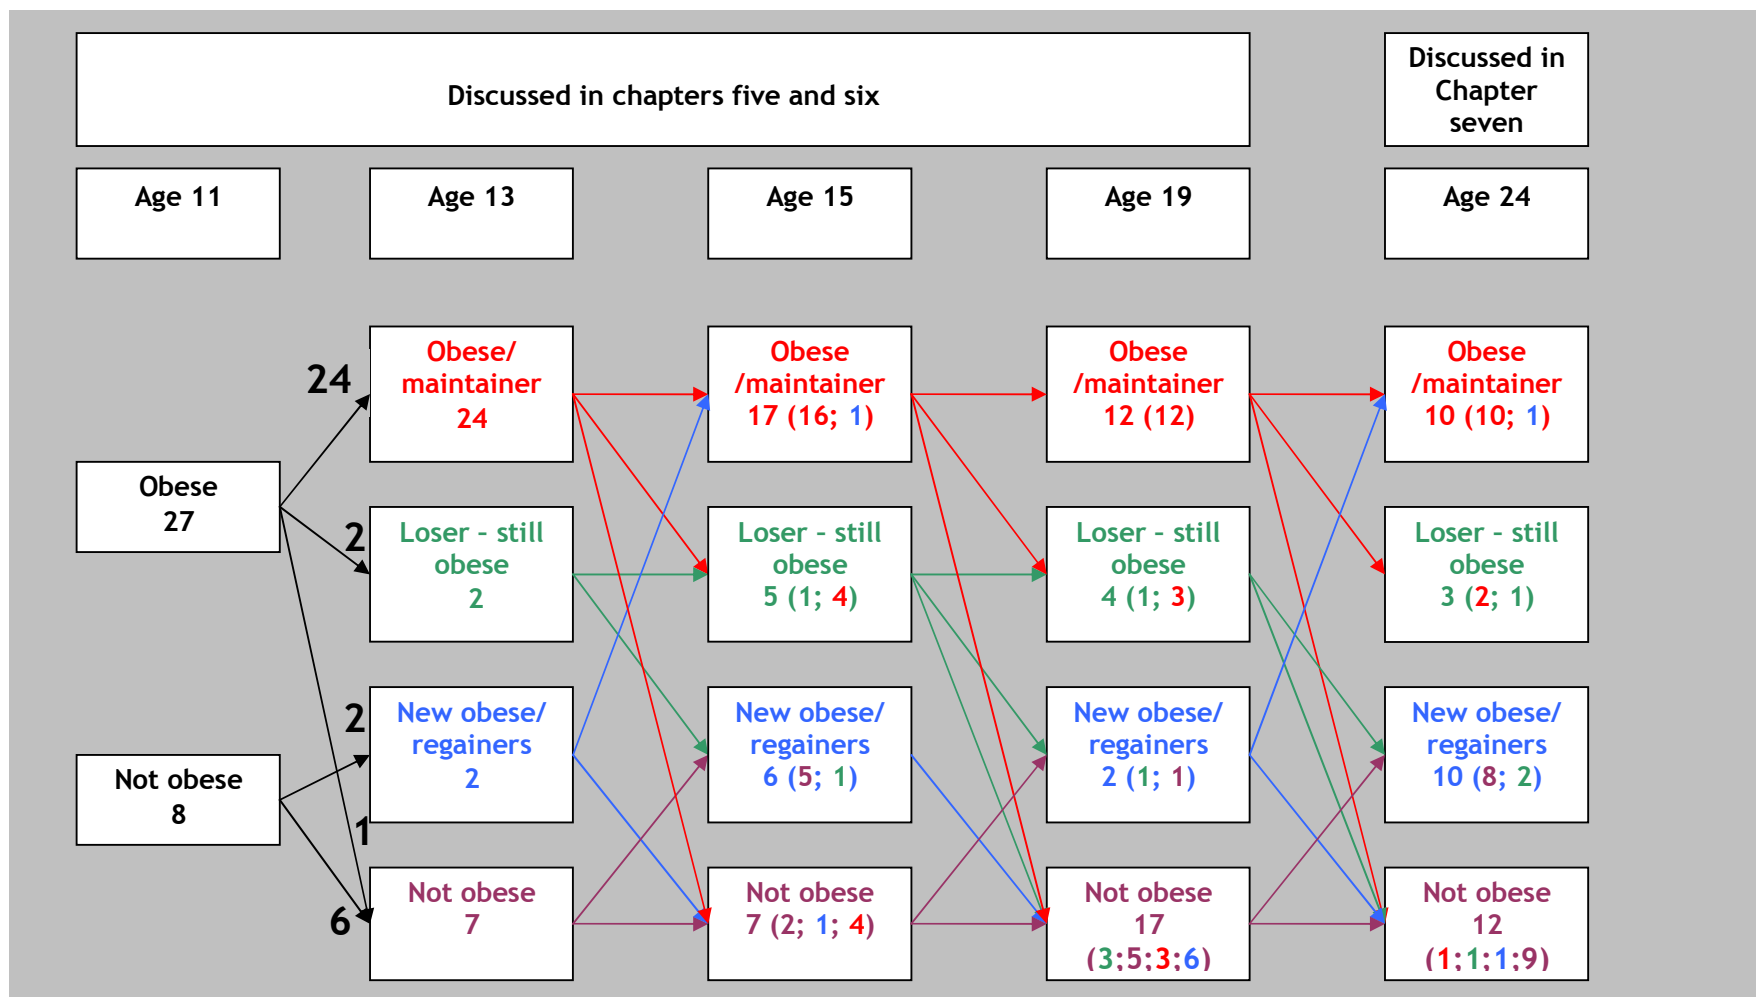 Discussed in chapters five and six
Discussed in
Chapter
seven
Age 11
Age 13
Age 15
Age 19
Age 24
Obese
27
Not obese
8
24
2
2
1
6
Obese/
maintainer
24
Loser – still
obese
2
New obese/
regainers
2
Not obese
7
Obese
/maintainer
17 (16; 1)
Loser – still
obese
5 (1; 4)
New obese/
regainers
6 (5; 1)
Not obese
7 (2; 1; 4)
Obese
/maintainer
12 (12)
Loser – still
obese
4 (1; 3)
New obese/
regainers
2 (1; 1)
Not obese
17
(3;5;3;6)
Obese
/maintainer
10 (10; 1)
Loser – still
obese
3 (2; 1)
New obese/
regainers
10 (8; 2)
Not obese
12
(1;1;1;9)